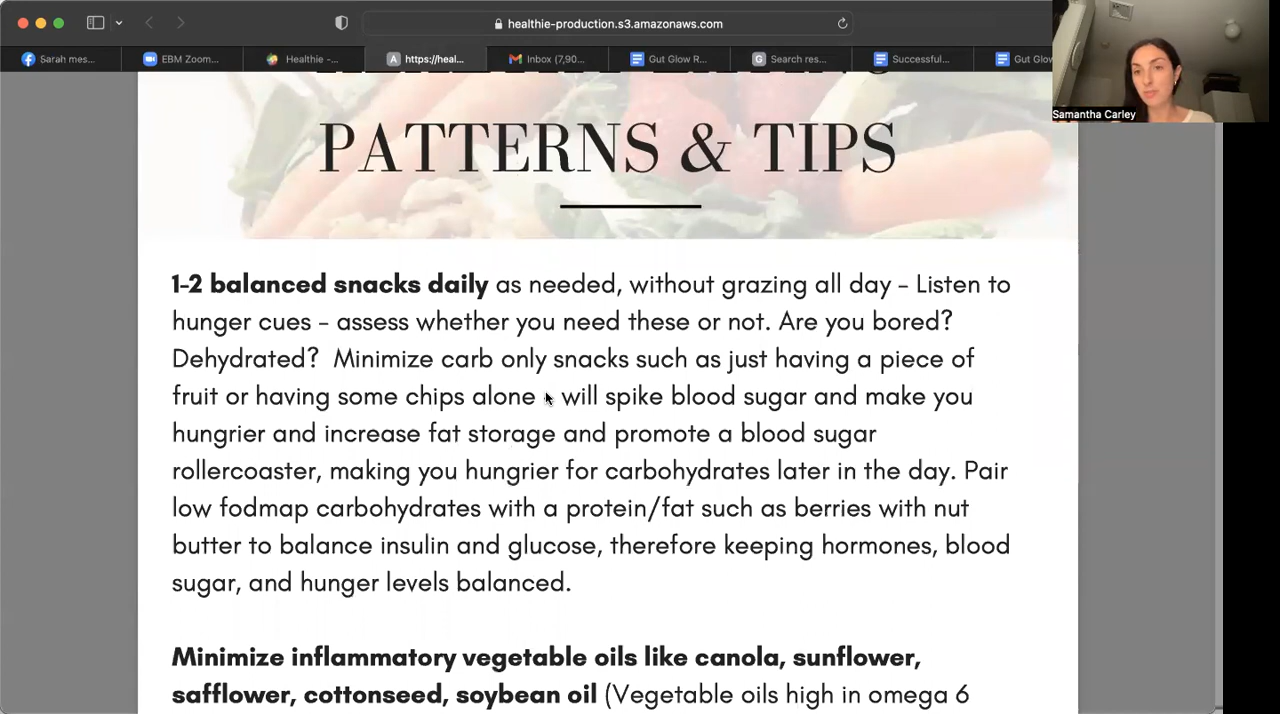 healthie-production.s3.amazonaws.com
Sarah mes...
EBM Zoom...
Healthie -...
https://heal...
Inbox (7,90...
Gut Glow R...
Search res...
Successful...
Gut Glow
Samantha Carley
PATTERNS & TIPS
1-2 balanced snacks daily as needed, without grazing all day - Listen to
hunger cues - assess whether you need these or not. Are you bored?
Dehydrated? Minimize carb only snacks such as just having a piece of
fruit or having some chips alone - will spike blood sugar and make you
hungrier and increase fat storage and promote a blood sugar
rollercoaster, making you hungrier for carbohydrates later in the day. Pair
low fodmap carbohydrates with a protein/fat such as berries with nut
butter to balance insulin and glucose, therefore keeping hormones, blood
sugar, and hunger levels balanced.
Minimize inflammatory vegetable oils like canola, sunflower,
safflower, cottonseed, soybean oil (Vegetable oils high in omega 6